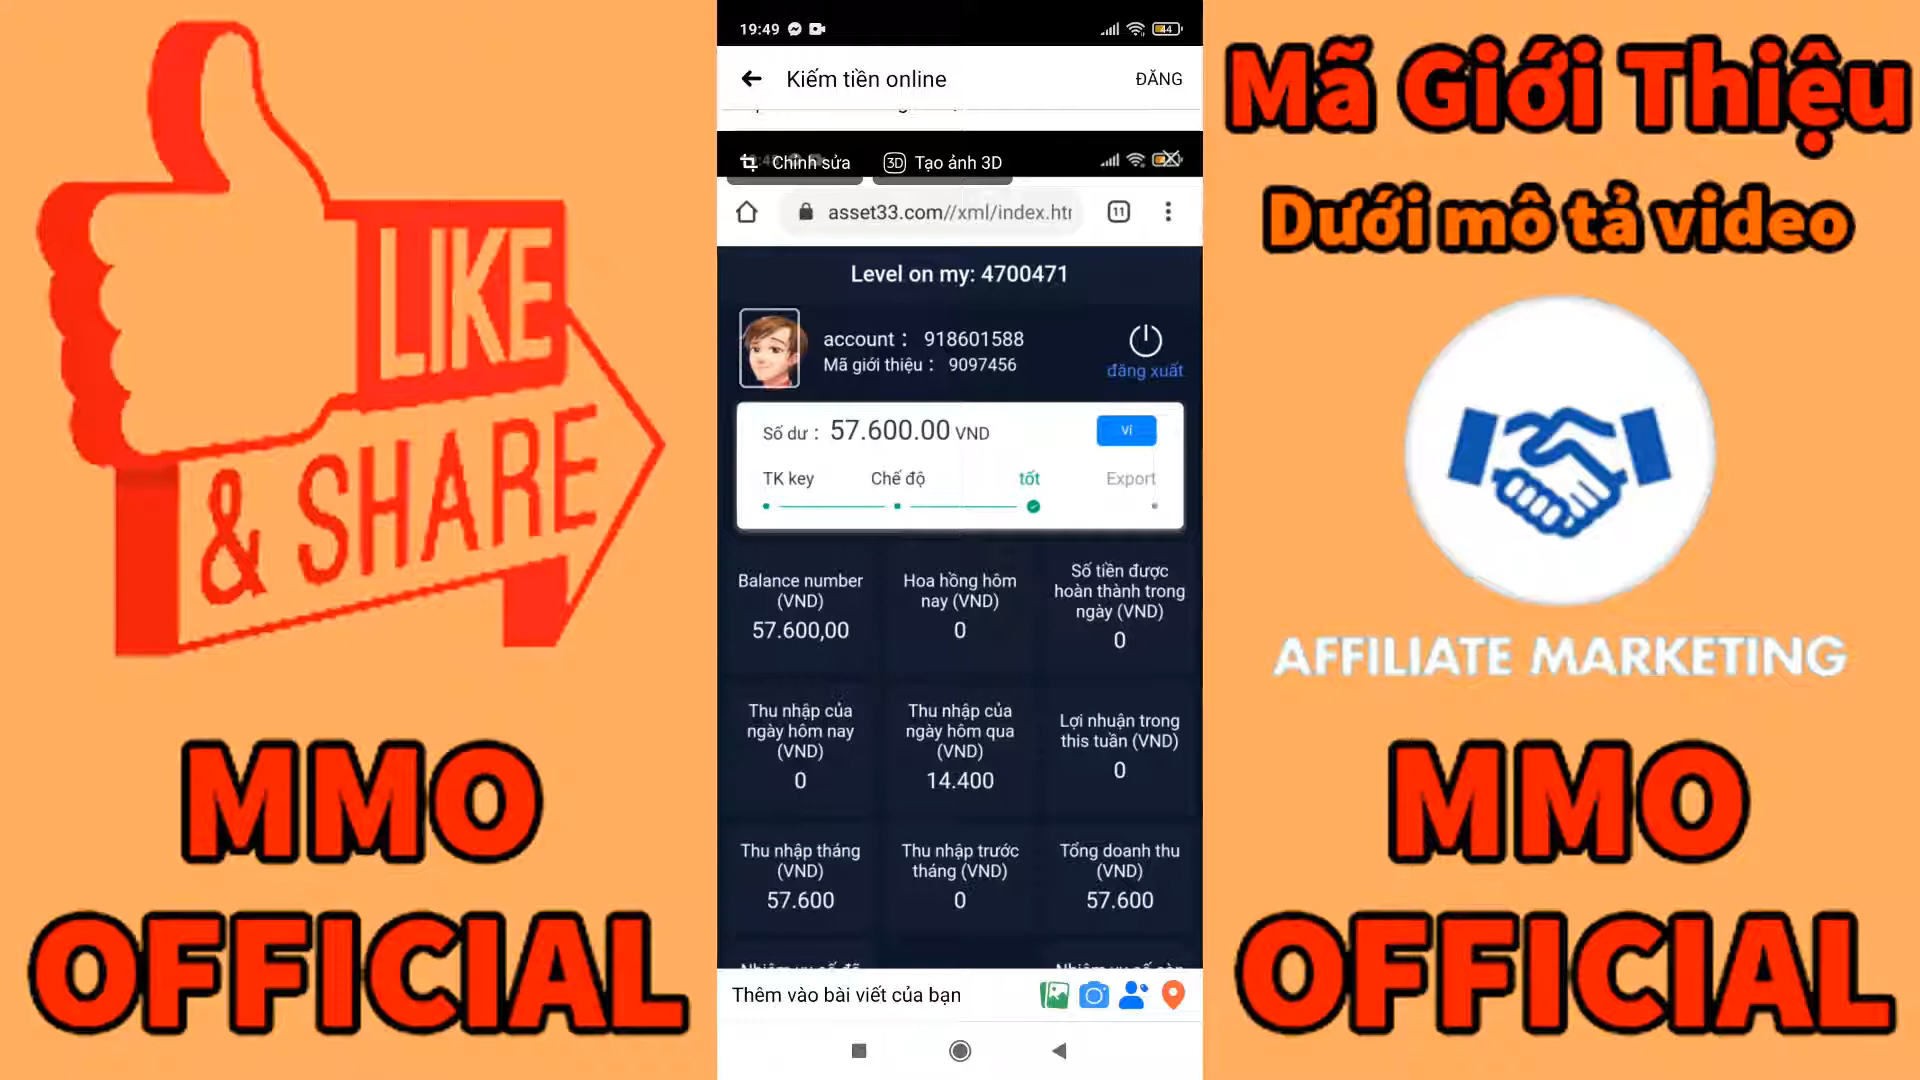 LIKE
& SHARE
MMO
OFFICIAL
19:49
44
Kiếm tiền online
ĐĂNG
Chỉnh sửa
3D
Tạo ảnh 3D
asset33.com//xml/index.htr
11
Level on my: 4700471
account : 918601588
Mã giới thiệu : 9097456
đăng xuất
Số dư : 57.600.00 VND
Ví
TK key
Chế độ
tốt
Export
Balance number
(VND)
57.600,00
Hoa hồng hôm
nay (VND)
0
Số tiền được
hoàn thành trong
ngày (VND)
0
Thu nhập của
ngày hôm nay
(VND)
0
Thu nhập của
ngày hôm qua
(VND)
14.400
Lợi nhuận trong
this tuần (VND)
0
Thu nhập tháng
(VND)
57.600
Thu nhập trước
tháng (VND)
0
Tổng doanh thu
(VND)
57.600
Thêm vào bài viết của bạn
Mã Giới Thiệu
Dưới mô tả video
AFFILIATE MARKETING
MMO
OFFICIAL